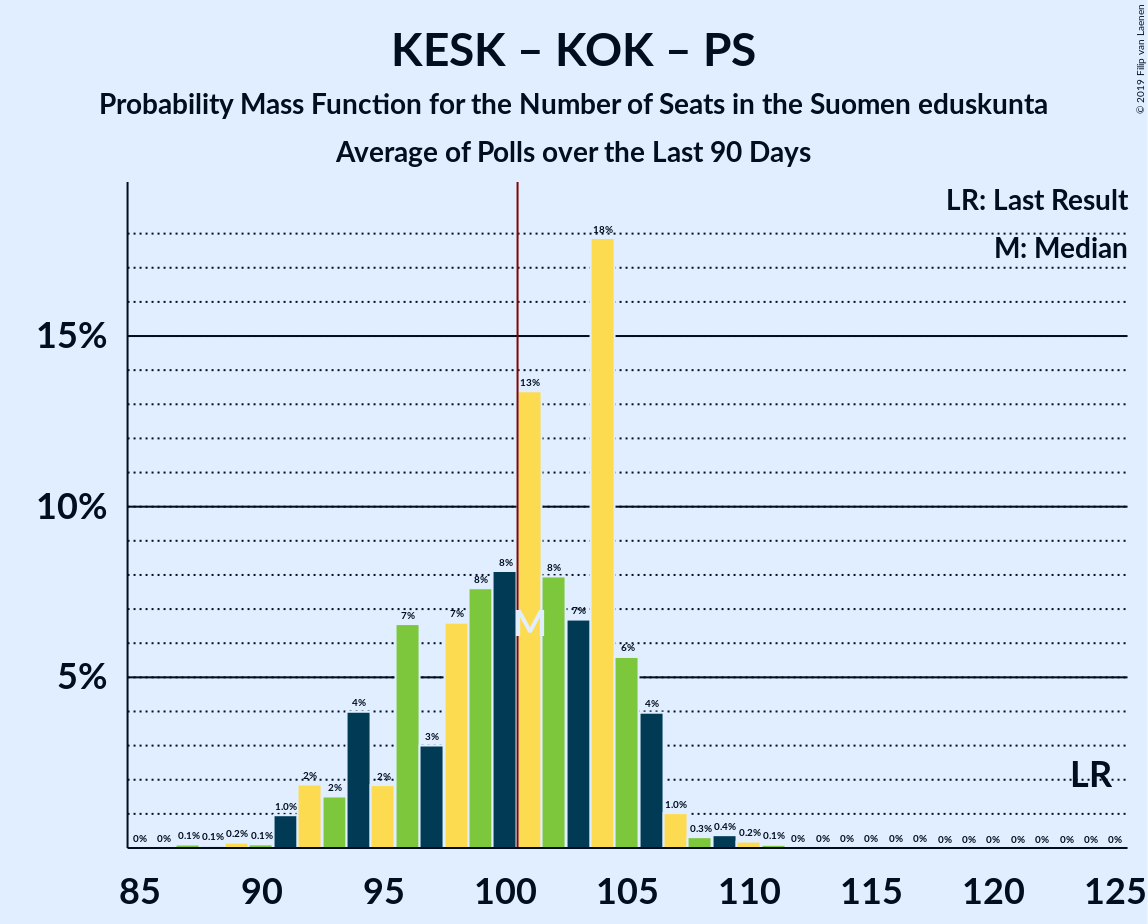 © 2019 Filip van Laenen
KESK – KOK – PS
Probability Mass Function for the Number of Seats in the Suomen eduskunta
Average of Polls over the Last 90 Days
LR: Last Result
M: Median
15%
10%
5%
0% 0% 0.1% 0.1% 0.2% 0.1% 1.0% 2% 2% 4% 2% 7% 3% 7% 8% 8% 13% 8% 7% 18% 6% 4% 1.0% 0.3% 0.4% 0.2% 0.1% 0% 0% 0% 0% 0% 0% 0% 0% 0% 0% 0% 0% 0% 0%
M
LR
85 90 95 100 105 110 115 120 125